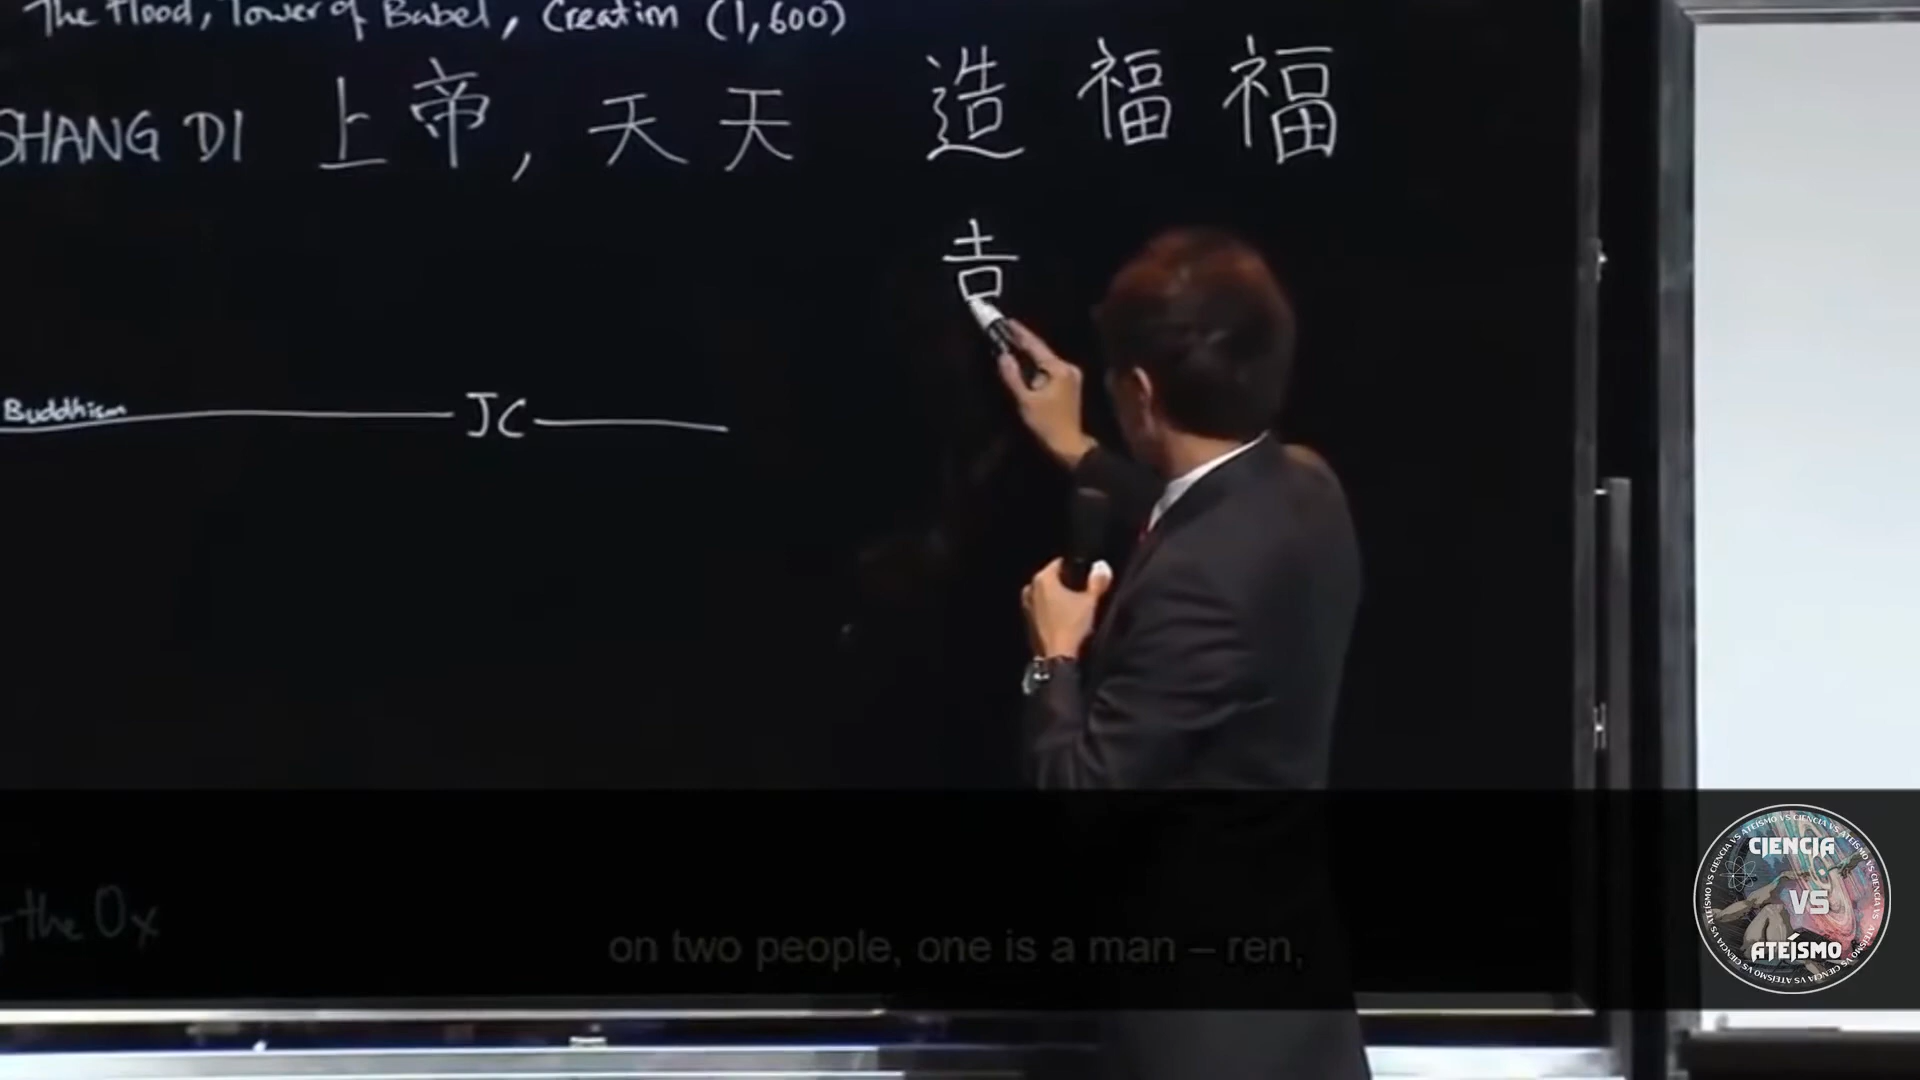 The Flood, Tower of Babel, Creation (1,600)
SHANG DI 上帝, 天天 造福福
吉
Buddhism JC
the Ox
on two people, one is a man – ren,
CIENCIA
VS
ATEÍSMO